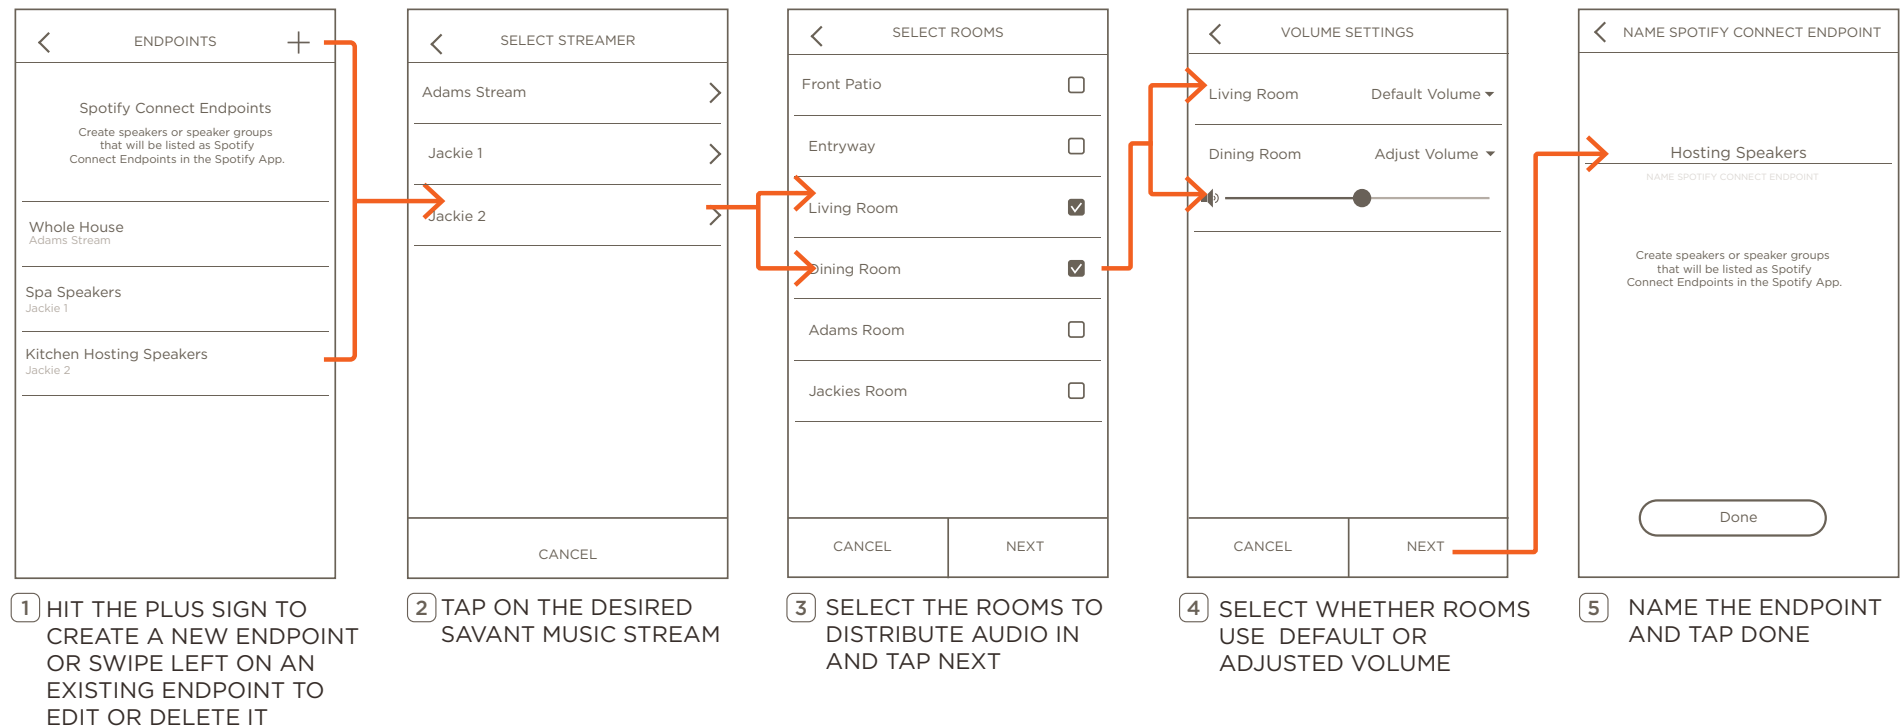 ENDPOINTS
Spotify Connect Endpoints
Create speakers or speaker groups
that will be listed as Spotify
Connect Endpoints in the Spotify App.
Whole House
Adams Stream
Spa Speakers
Jackie 1
Kitchen Hosting Speakers
Jackie 2
1 HIT THE PLUS SIGN TO
CREATE A NEW ENDPOINT
OR SWIPE LEFT ON AN
EXISTING ENDPOINT TO
EDIT OR DELETE IT
SELECT STREAMER
Adams Stream
Jackie 1
Jackie 2
CANCEL
2 TAP ON THE DESIRED
SAVANT MUSIC STREAM
SELECT ROOMS
Front Patio
Entryway
Living Room
Dining Room
Adams Room
Jackies Room
CANCEL NEXT
3 SELECT THE ROOMS TO
DISTRIBUTE AUDIO IN
AND TAP NEXT
VOLUME SETTINGS
Living Room Default Volume
Dining Room Adjust Volume
CANCEL NEXT
4 SELECT WHETHER ROOMS
USE DEFAULT OR
ADJUSTED VOLUME
NAME SPOTIFY CONNECT ENDPOINT
Hosting Speakers
NAME SPOTIFY CONNECT ENDPOINT
Create speakers or speaker groups
that will be listed as Spotify
Connect Endpoints in the Spotify App.
Done
5 NAME THE ENDPOINT
AND TAP DONE